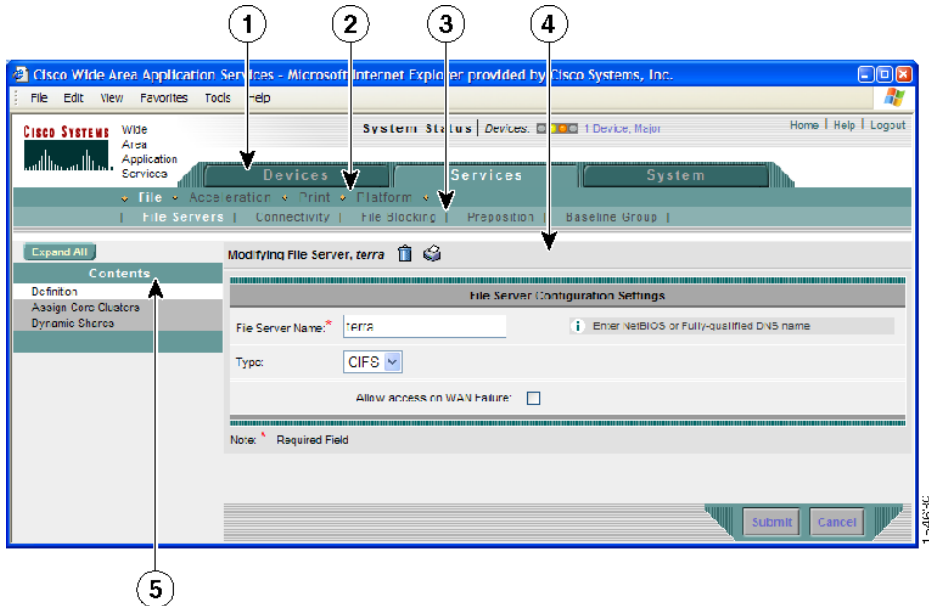 1 2 3 4
Cisco Wide Area Application Services - Microsoft Internet Explorer provided by Cisco Systems, Inc.
File Edit View Favorites Tools Help
CISCO SYSTEMS
Wide
Area
Application
Services
System Status | Devices: 1 Device, Major
Home | Help | Logout
Devices Services System
File Acceleration Print Platform
| File Servers | Connectivity | File Blocking | Preposition | Baseline Group |
Expand All
Modifying File Server, terra
Contents
Definition
Assign Core Clusters
Dynamic Shares
File Server Configuration Settings
File Server Name:* terra
i Enter NetBIOS or Fully-qualified DNS name
Type: CIFS
Allow access on WAN Failure:
Note: * Required Field
Submit Cancel
5